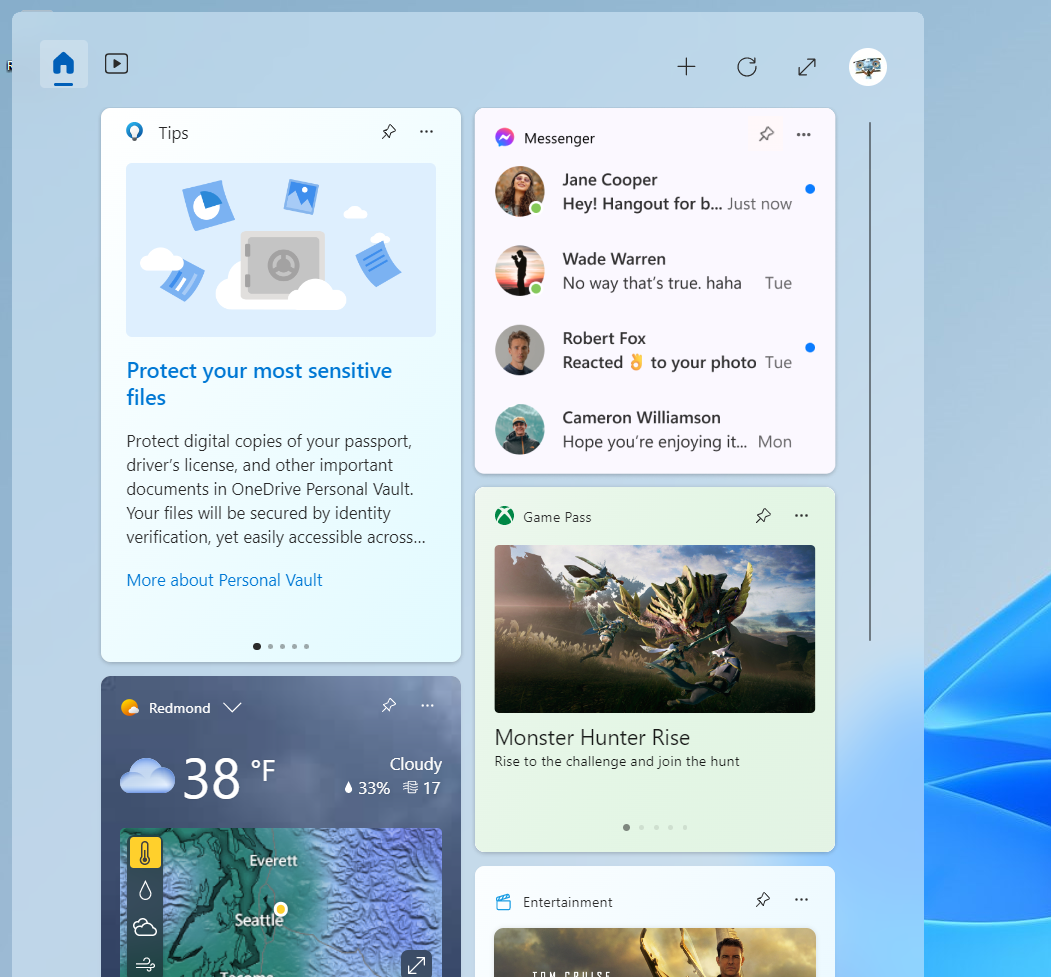 Tips
Protect your most sensitive
files
Protect digital copies of your passport,
driver's license, and other important
documents in OneDrive Personal Vault.
Your files will be secured by identity
verification, yet easily accessible across...
More about Personal Vault
Messenger
Jane Cooper
Hey! Hangout for b... Just now
Wade Warren
No way that's true. haha Tue
Robert Fox
Reacted 👌 to your photo Tue
Cameron Williamson
Hope you're enjoying it... Mon
Redmond
38 °F
Cloudy
33% 17
Everett
Seattle
Tacoma
Game Pass
Monster Hunter Rise
Rise to the challenge and join the hunt
Entertainment
TOM CRUISE